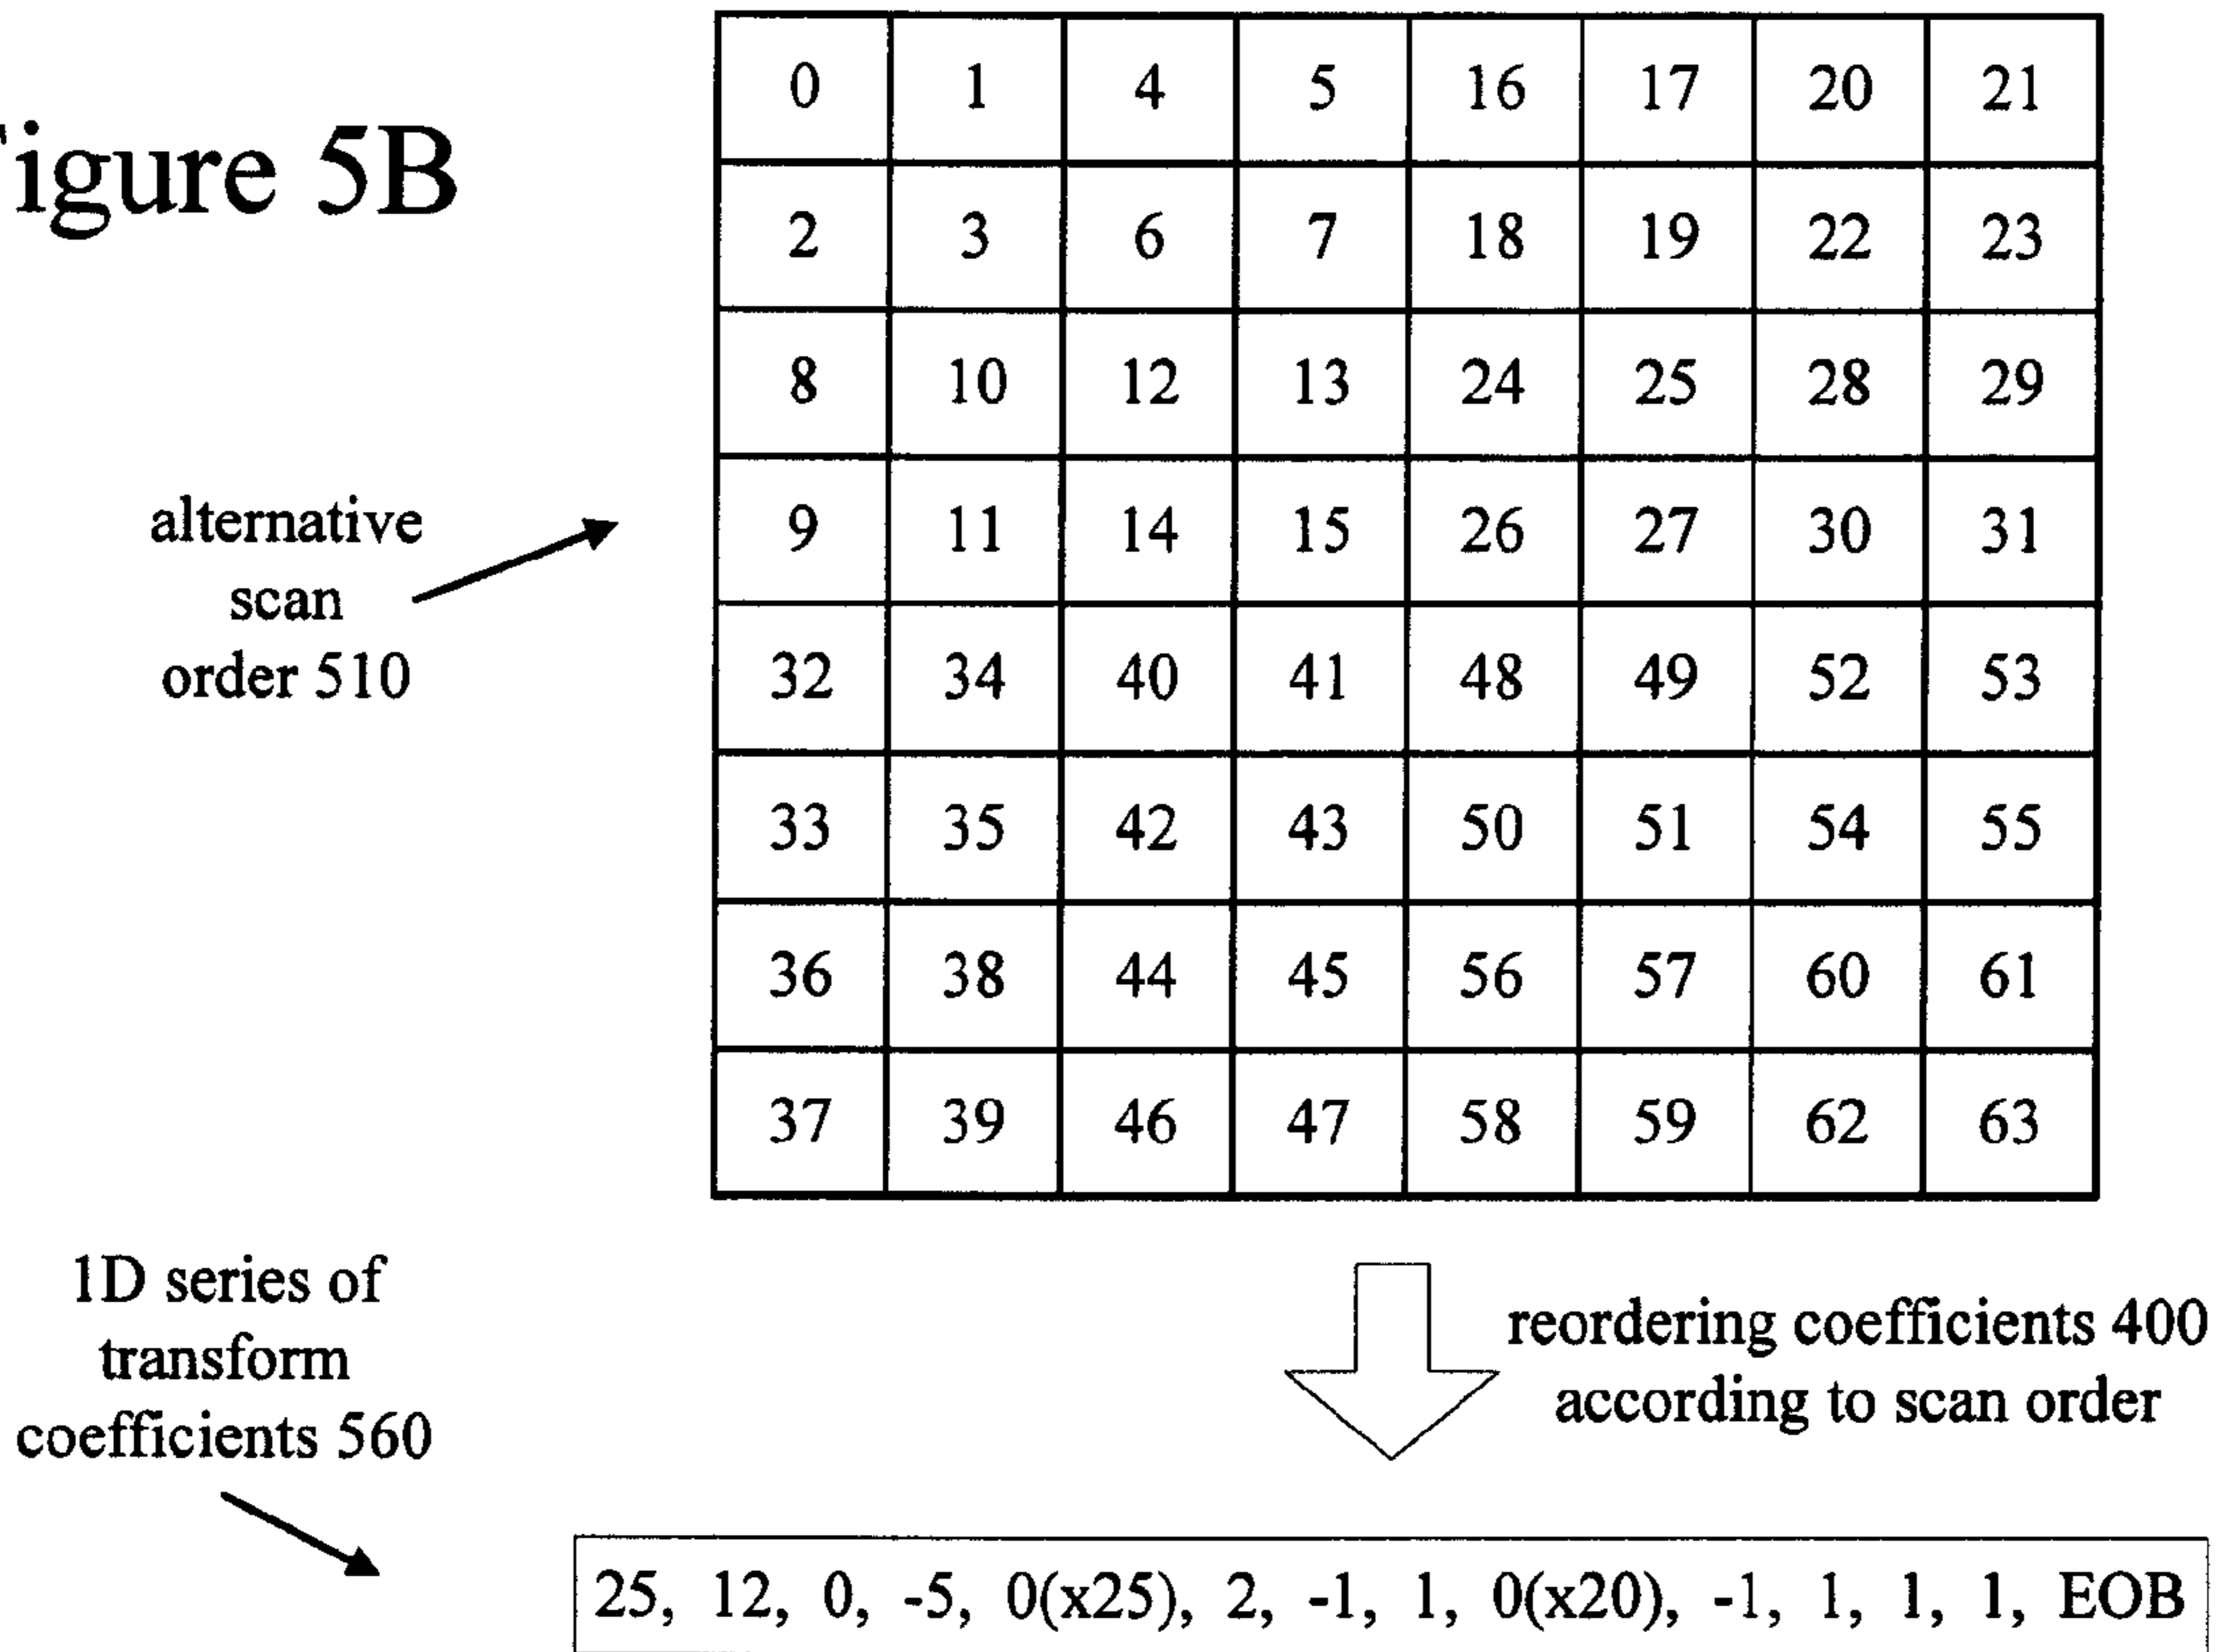 igure 5B
0 1 4 5 16 17 20 21
2 3 6 7 18 19 22 23
8 10 12 13 24 25 28 29
9 11 14 15 26 27 30 31
32 34 40 41 48 49 52 53
33 35 42 43 50 51 54 55
36 38 44 45 56 57 60 61
37 39 46 47 58 59 62 63
alternative
scan
order 510
1D series of
transform
coefficients 560
reordering coefficients 400
according to scan order
25, 12, 0, -5, 0(x25), 2, -1, 1, 0(x20), -1, 1, 1, 1, EOB